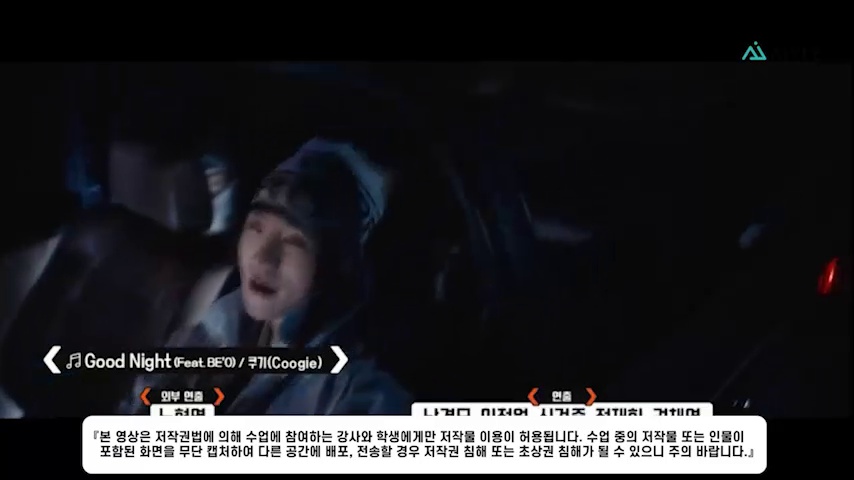 Good Night (Feat. BE'O) / 쿠기(Coogie)
외부 연출
연출
『본 영상은 저작권법에 의해 수업에 참여하는 강사와 학생에게만 저작물 이용이 허용됩니다. 수업 중의 저작물 또는 인물이
포함된 화면을 무단 캡처하여 다른 공간에 배포, 전송할 경우 저작권 침해 또는 초상권 침해가 될 수 있으니 주의 바랍니다.』